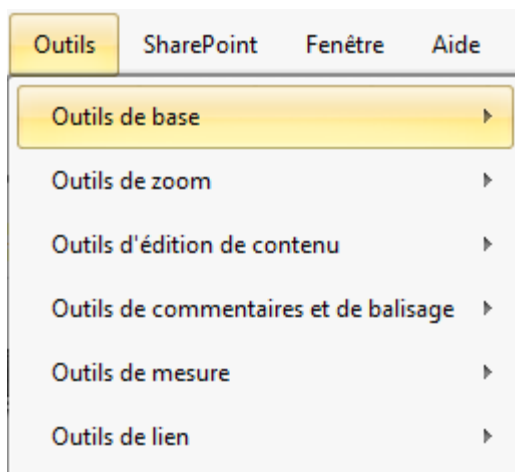 Outils SharePoint Fenêtre Aide
Outils de base
Outils de zoom
Outils d'édition de contenu
Outils de commentaires et de balisage
Outils de mesure
Outils de lien